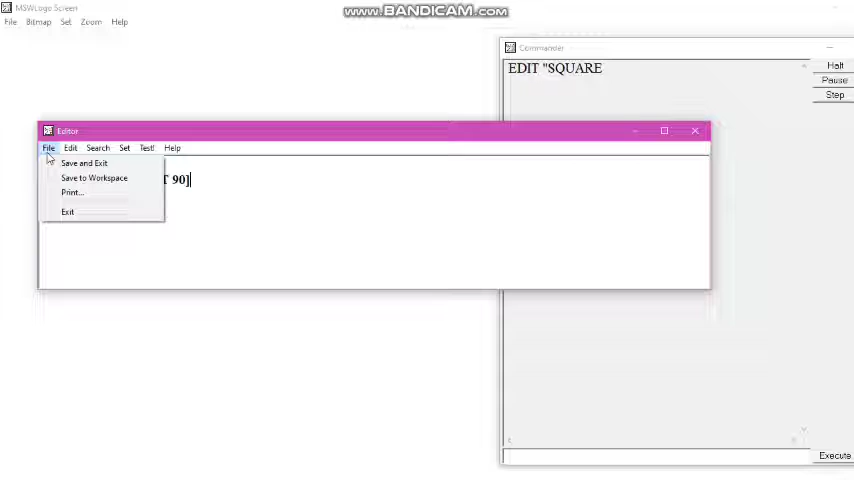 MSWLogo Screen
WWW.BANDICAM.COM
File Bitmap Set Zoom Help
Commander
EDIT "SQUARE
Halt
Pause
Step
Editor
File Edit Search Set Test! Help
Save and Exit
Save to Workspace
90]
Print...
Exit
Execute